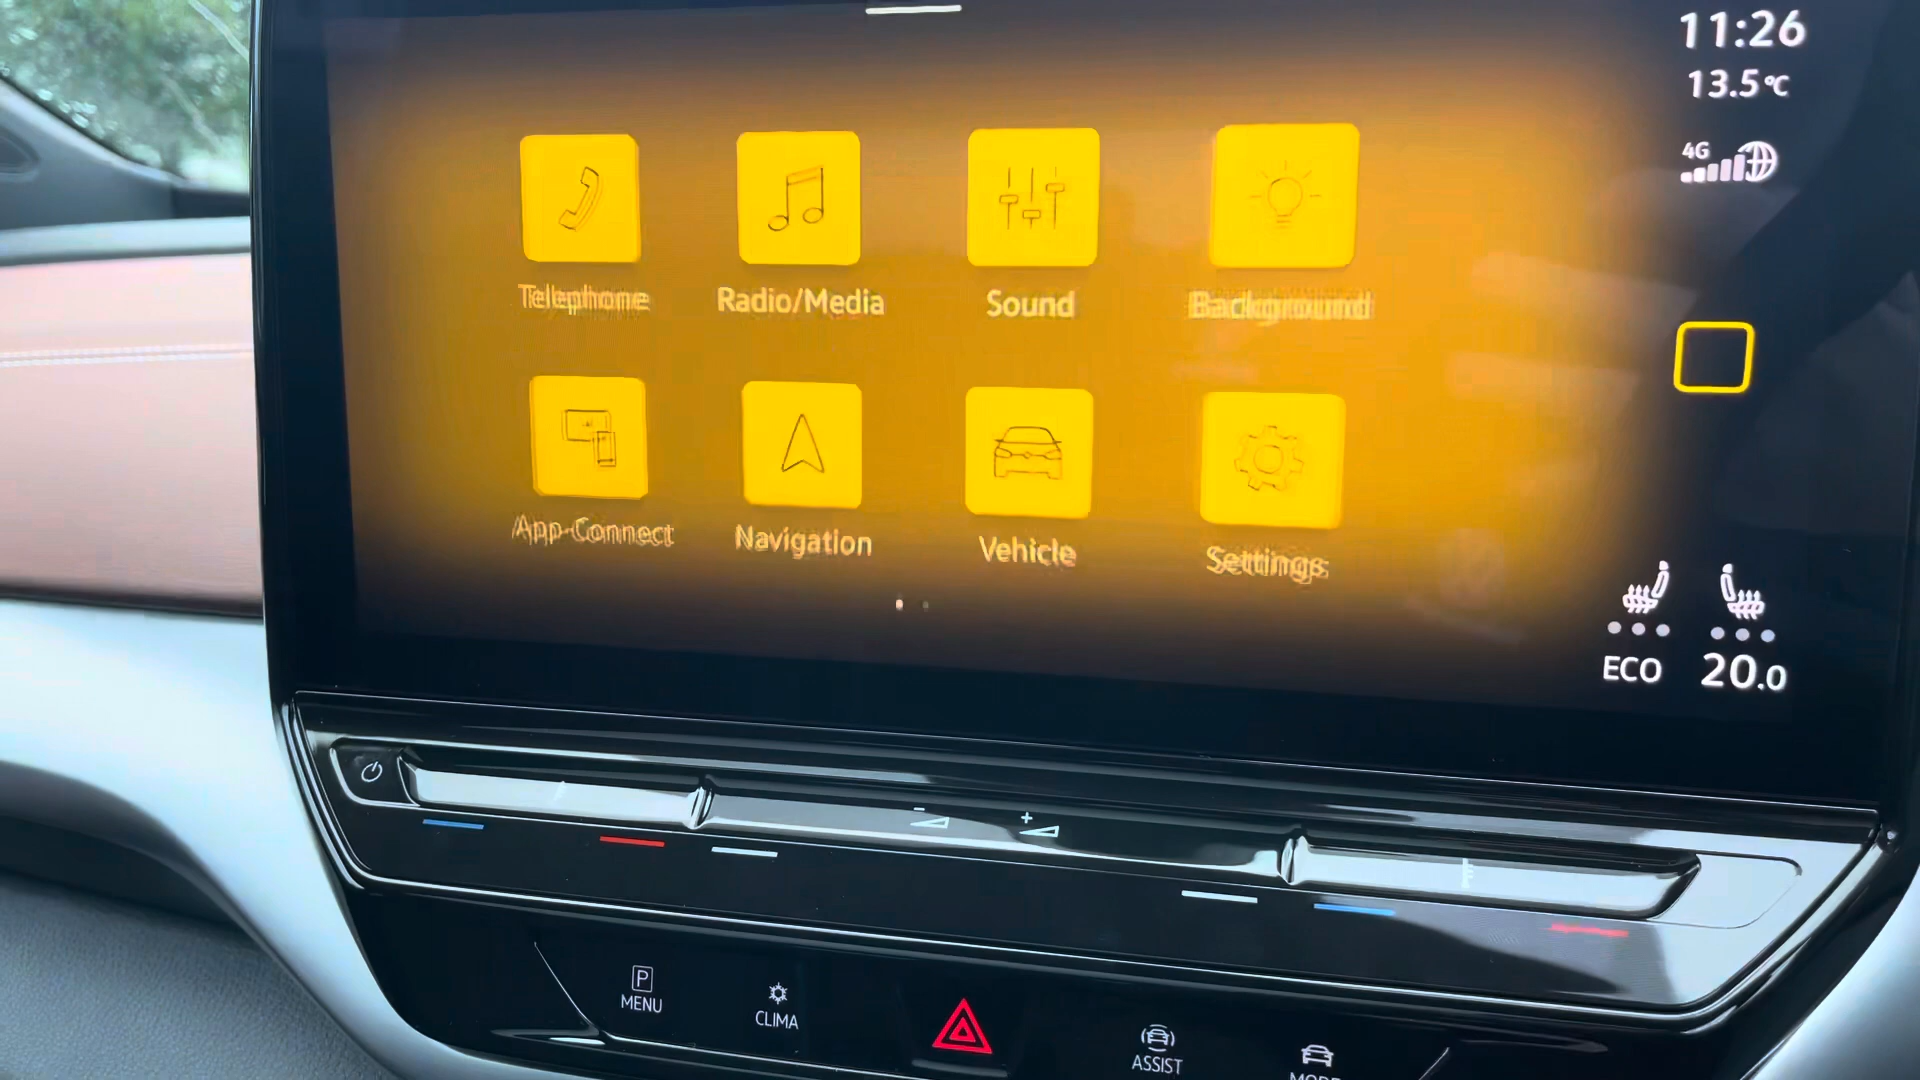 11:26
13.5°C
4G
Telephone
Radio/Media
Sound
Background
App-Connect
Navigation
Vehicle
Settings
ECO
20.0
P
MENU
CLIMA
ASSIST